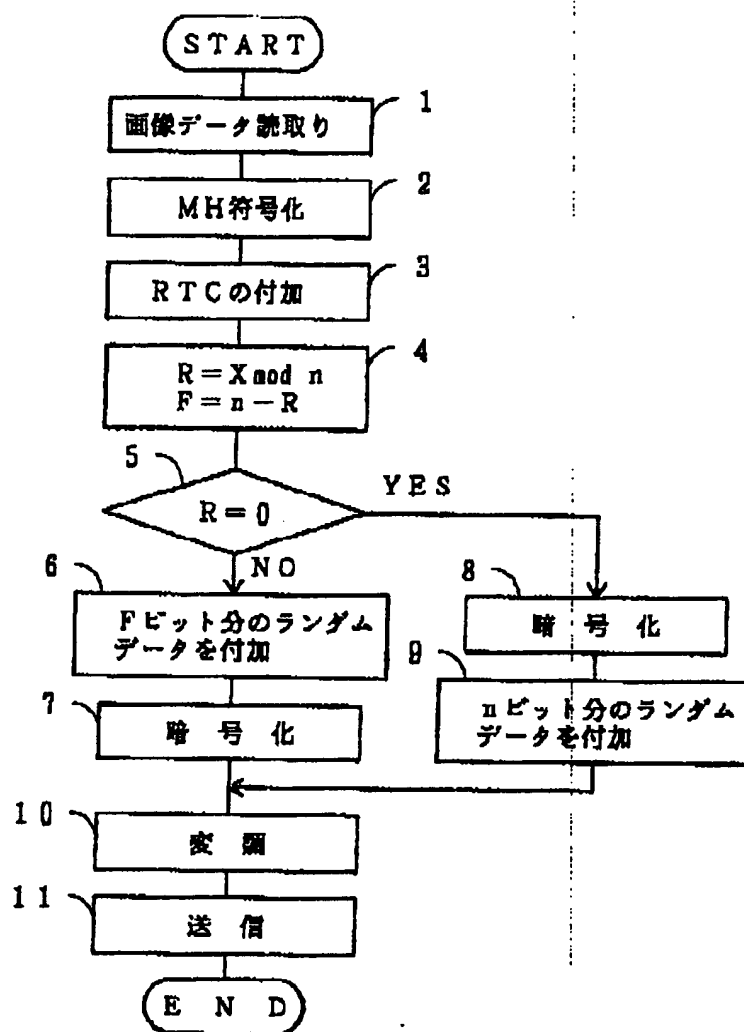 START
1
画像データ読取り
2
MH符号化
3
RTCの付加
4
R=Xmod n
F=n-R
5
R=0
YES
NO
6
Fビット分のランダム
データを付加
7
暗号化
8
暗号化
9
nビット分のランダム
データを付加
10
変調
11
送信
END